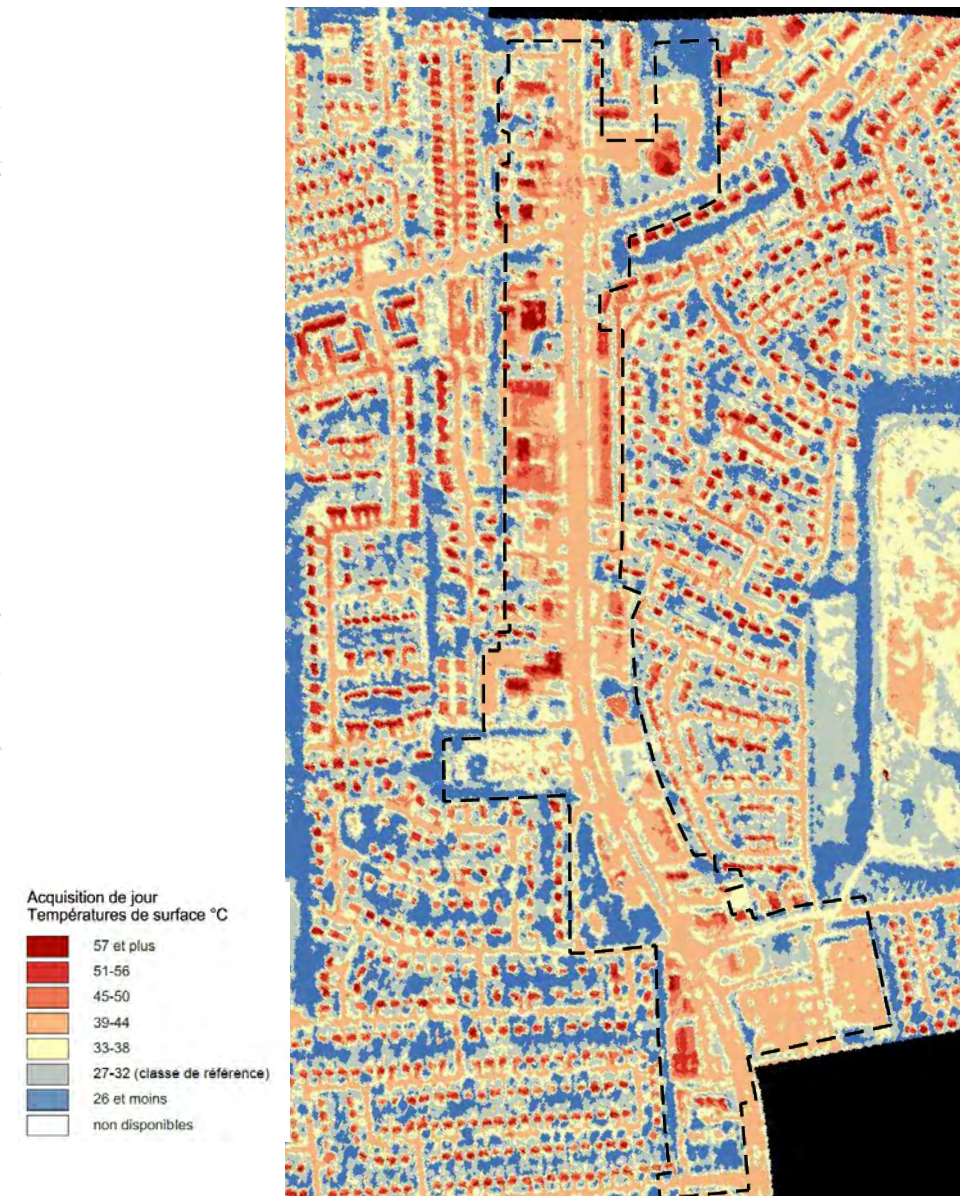 Acquisition de jour
Températures de surface °C
57 et plus
51-56
45-50
39-44
33-38
27-32 (classe de référence)
26 et moins
non disponibles